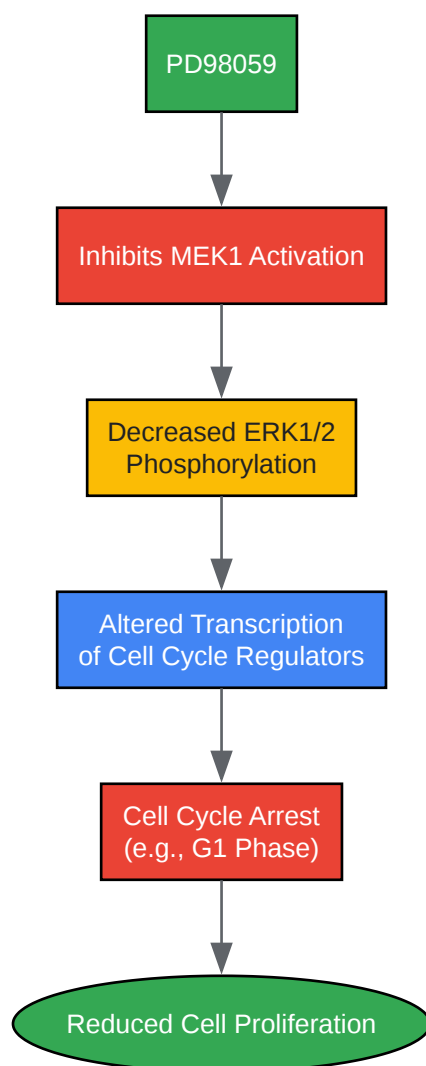 PD98059
Inhibits MEK1 Activation
Decreased ERK1/2
Phosphorylation
Altered Transcription
of Cell Cycle Regulators
Cell Cycle Arrest
(e.g., G1 Phase)
Reduced Cell Proliferation